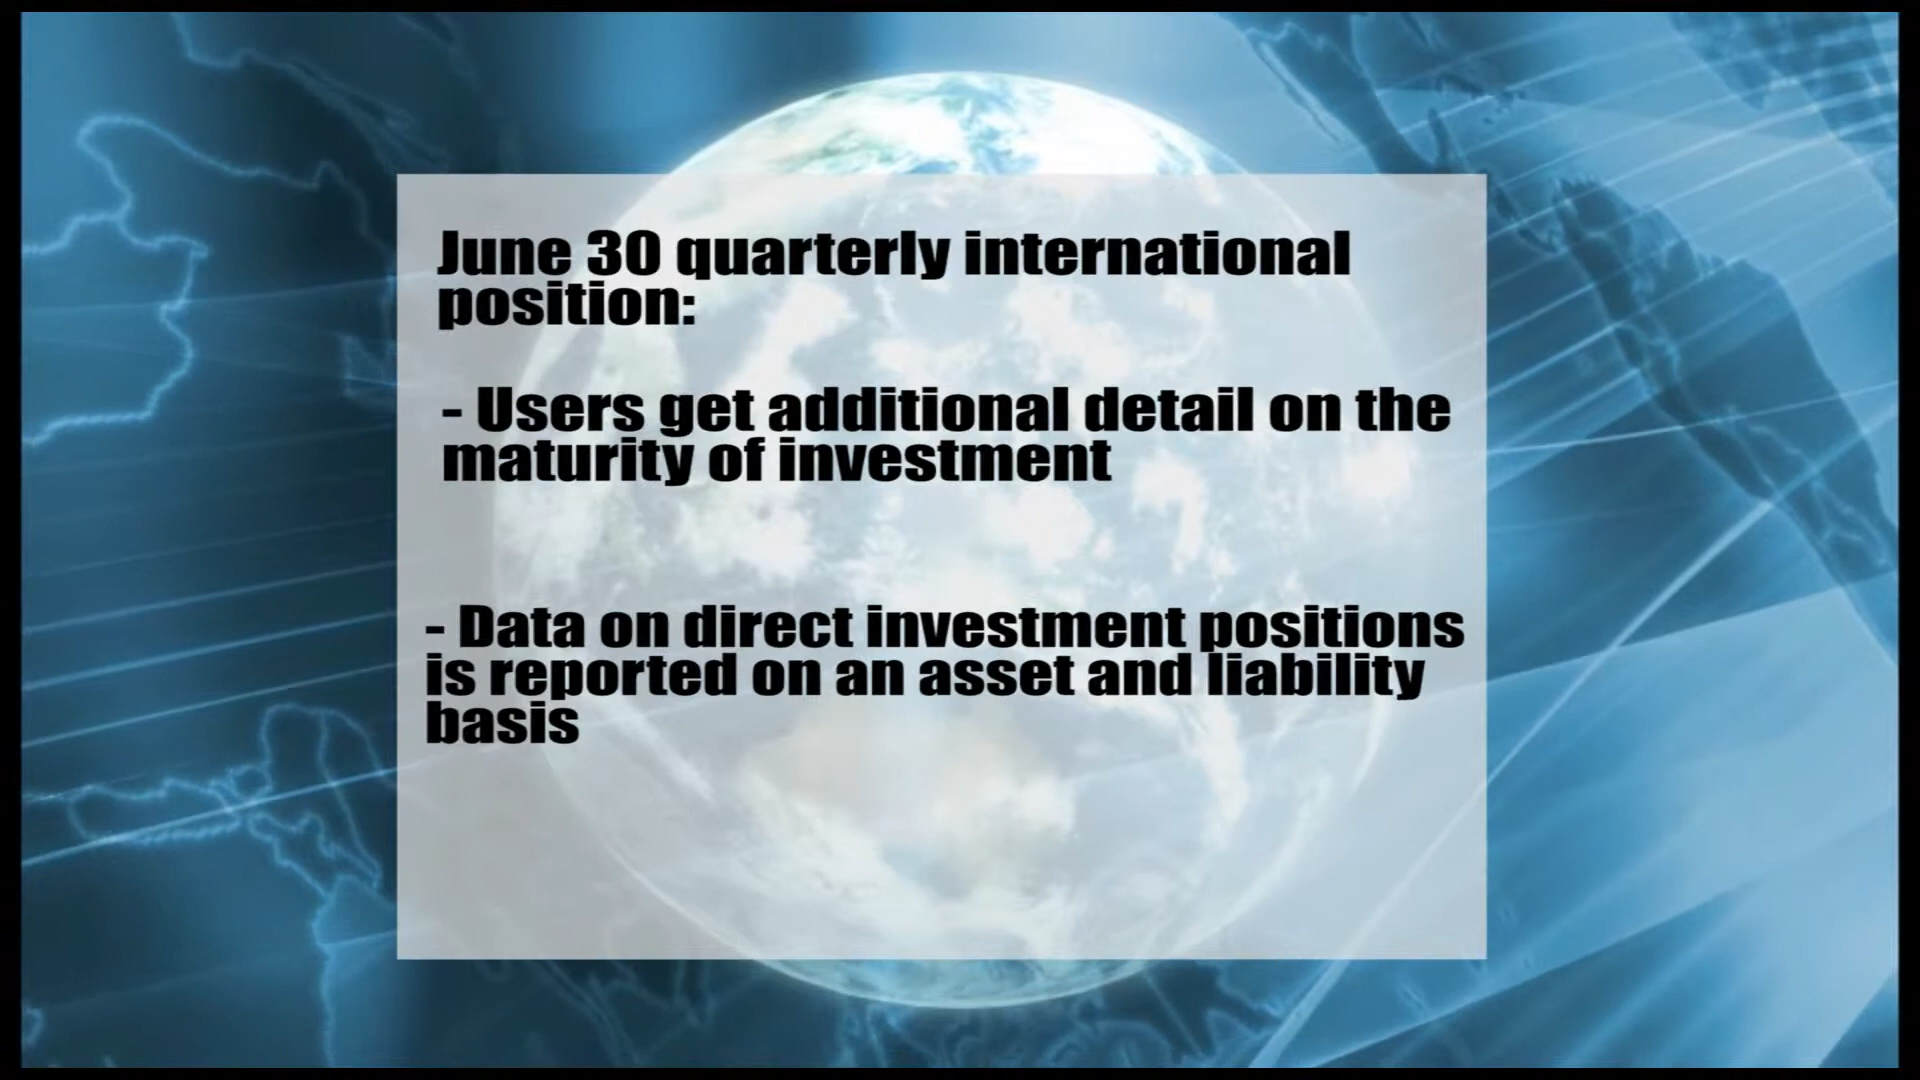 June 30 quarterly international
position:
- Users get additional detail on the
maturity of investment
- Data on direct investment positions
is reported on an asset and liability
basis